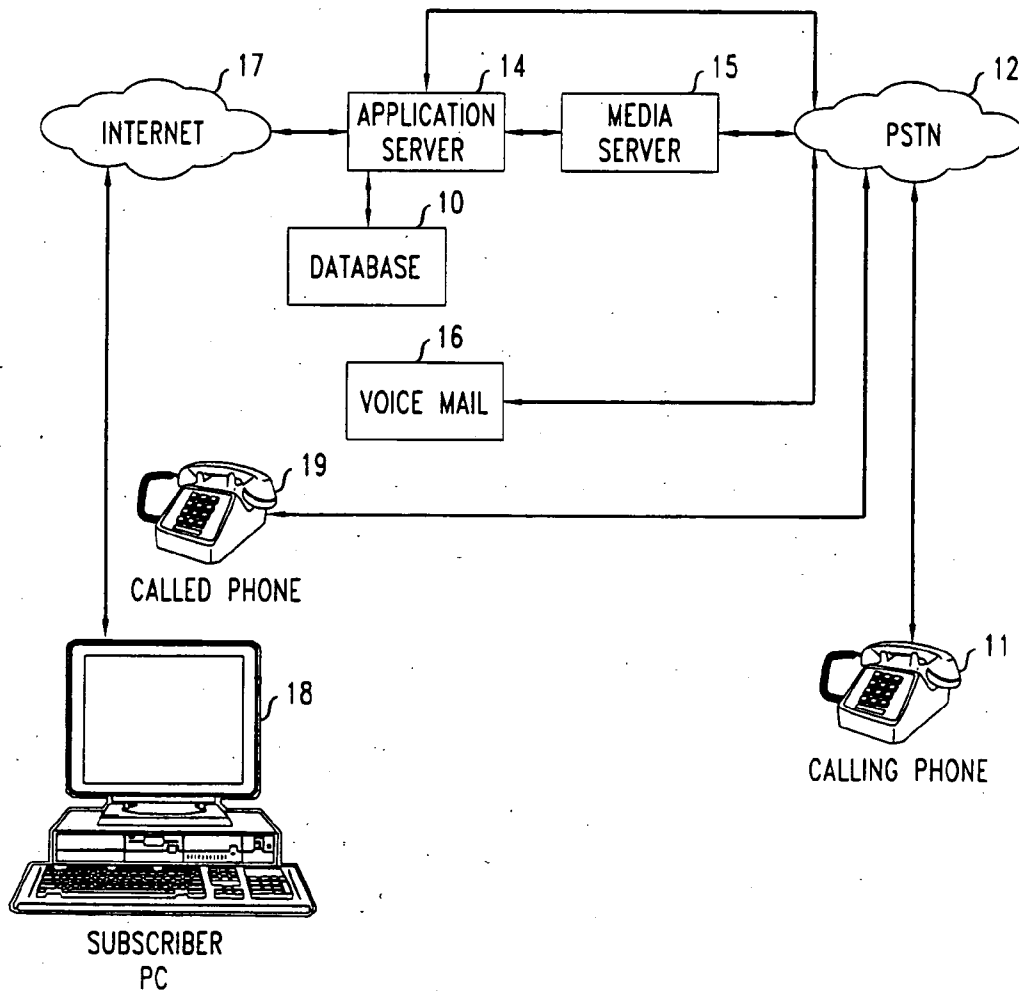 17
14
15
12
INTERNET
APPLICATION
SERVER
MEDIA
SERVER
PSTN
10
DATABASE
16
VOICE MAIL
19
CALLED PHONE
18
11
CALLING PHONE
SUBSCRIBER
PC